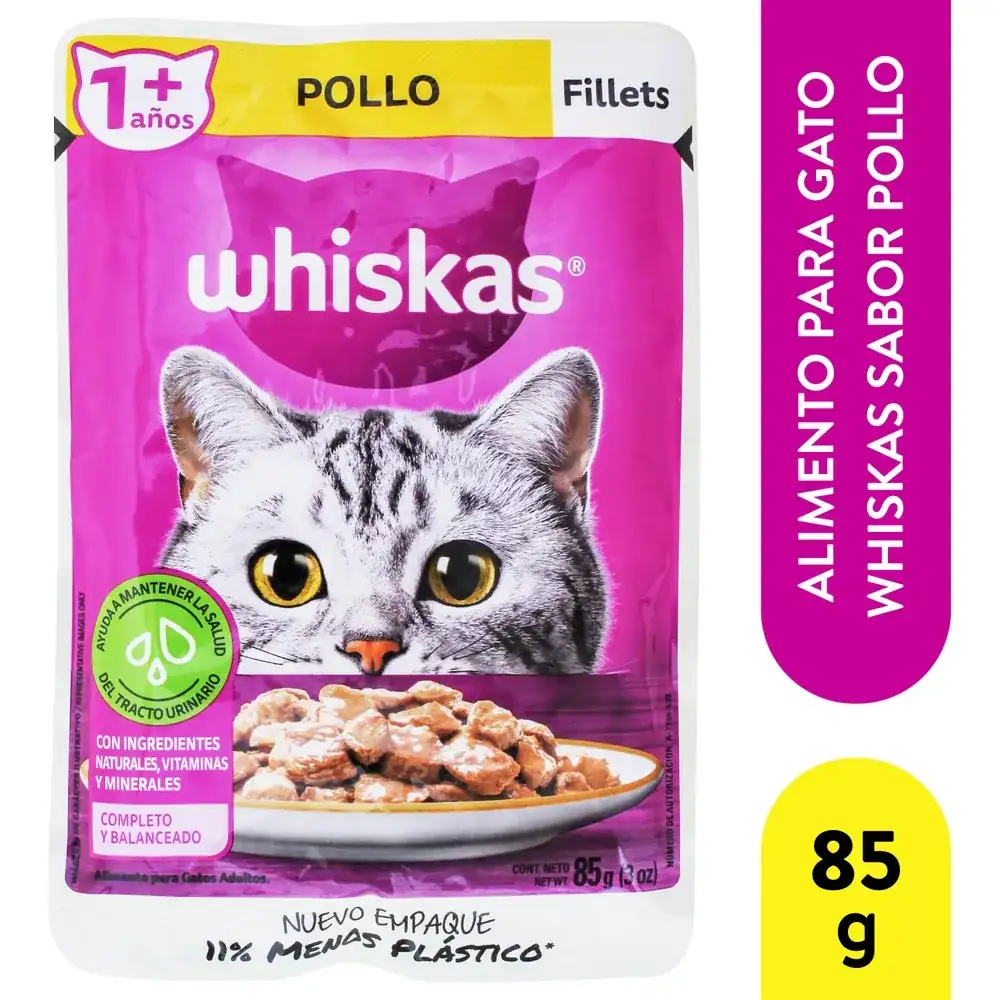 1+
años
POLLO
Fillets
whiskas®
AYUDA A MANTENER LA SALUD
DEL TRACTO URINARIO
CON INGREDIENTES
NATURALES, VITAMINAS
Y MINERALES
COMPLETO
Y BALANCEADO
Alimento para Gatos Adultos.
CONT. NETO
NET WT. 85g (3 oz)
NUEVO EMPAQUE
11% MENOS PLÁSTICO*
ALIMENTO PARA GATO
WHISKAS SABOR POLLO
85
g